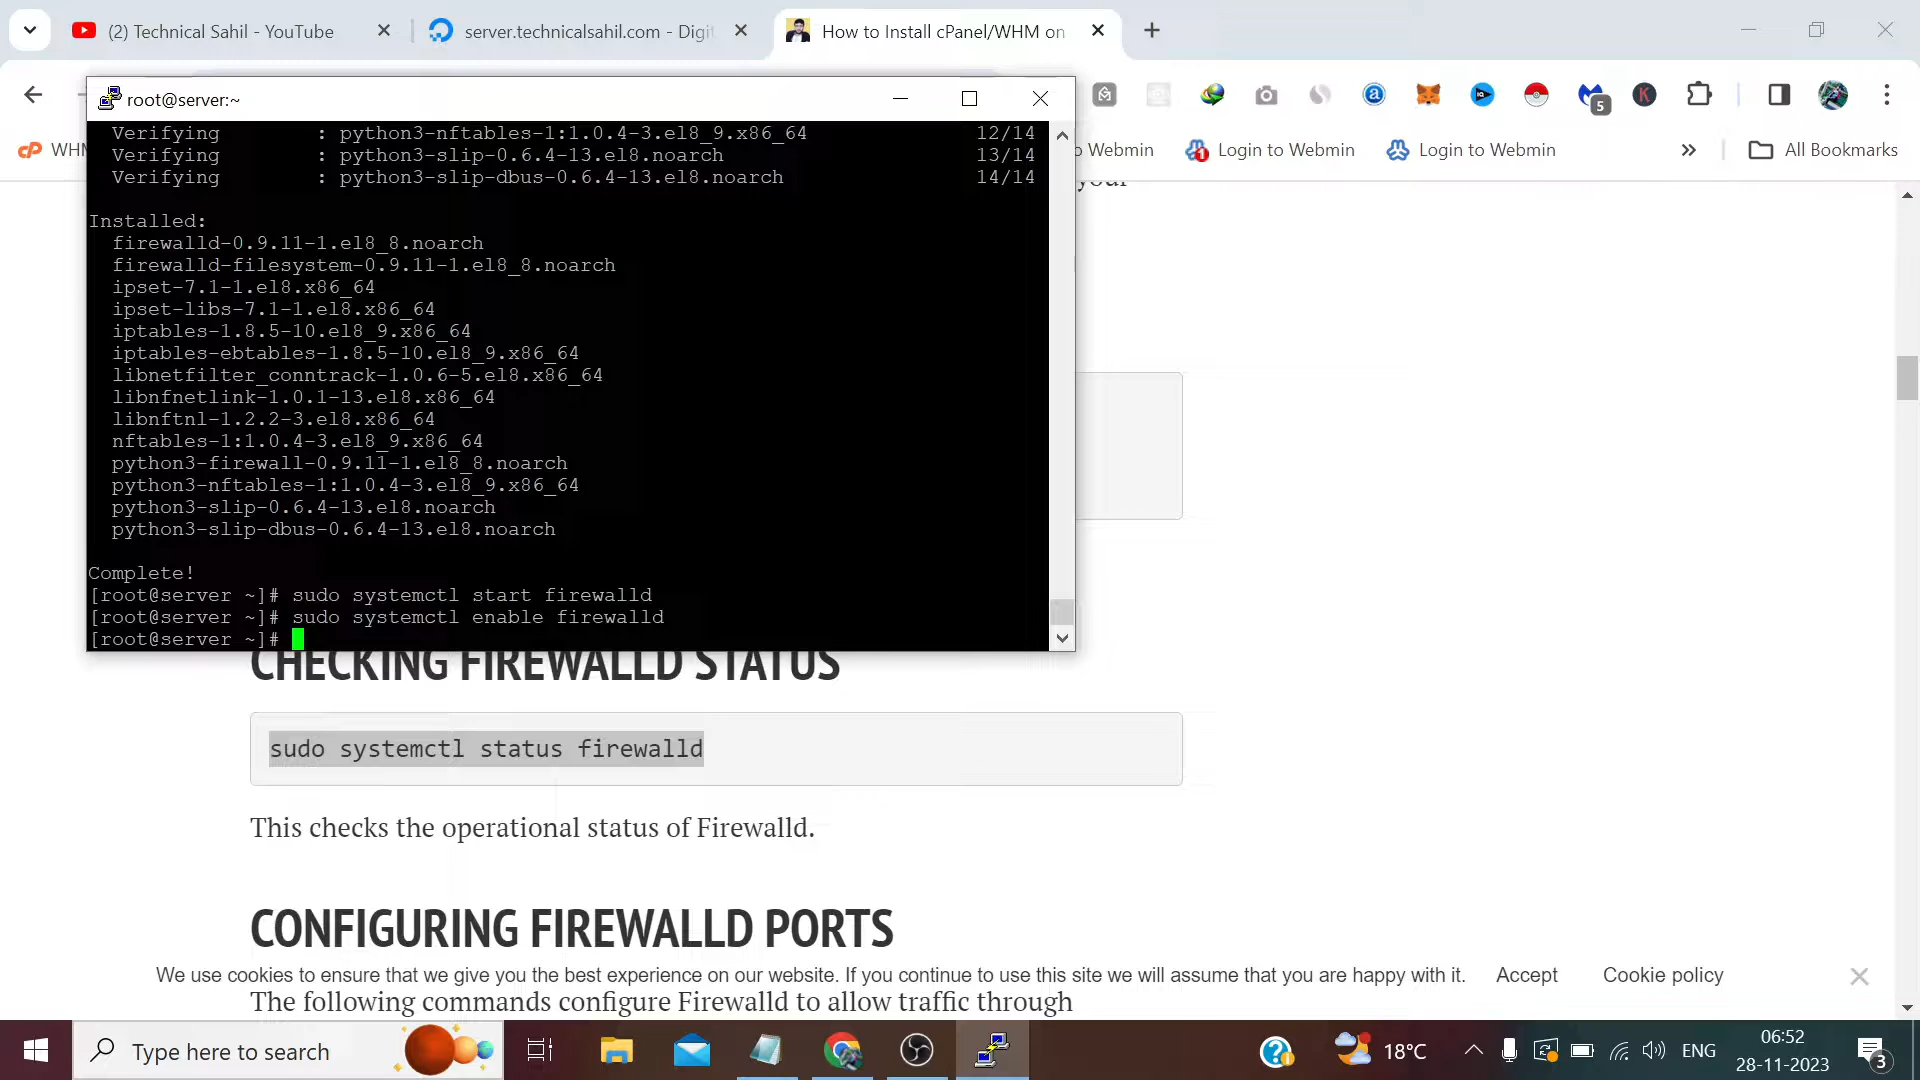 (2) Technical Sahil - YouTube
server.technicalsahil.com - Digit
How to Install cPanel/WHM on
root@server:~
5
WHM
o Webmin
1
Login to Webmin
Login to Webmin
All Bookmarks
your
Verifying : python3-nftables-1:1.0.4-3.el8_9.x86_64 12/14
Verifying : python3-slip-0.6.4-13.el8.noarch 13/14
Verifying : python3-slip-dbus-0.6.4-13.el8.noarch 14/14
Installed:
firewalld-0.9.11-1.el8_8.noarch
firewalld-filesystem-0.9.11-1.el8_8.noarch
ipset-7.1-1.el8.x86_64
ipset-libs-7.1-1.el8.x86_64
iptables-1.8.5-10.el8_9.x86_64
iptables-ebtables-1.8.5-10.el8_9.x86_64
libnetfilter_conntrack-1.0.6-5.el8.x86_64
libnfnetlink-1.0.1-13.el8.x86_64
libnftnl-1.2.2-3.el8.x86_64
nftables-1:1.0.4-3.el8_9.x86_64
python3-firewall-0.9.11-1.el8_8.noarch
python3-nftables-1:1.0.4-3.el8_9.x86_64
python3-slip-0.6.4-13.el8.noarch
python3-slip-dbus-0.6.4-13.el8.noarch
Complete!
[root@server ~]# sudo systemctl start firewalld
[root@server ~]# sudo systemctl enable firewalld
[root@server ~]#
CHECKING FIREWALLD STATUS
sudo systemctl status firewalld
This checks the operational status of Firewalld.
CONFIGURING FIREWALLD PORTS
We use cookies to ensure that we give you the best experience on our website. If you continue to use this site we will assume that you are happy with it.
Accept
Cookie policy
The following commands configure Firewalld to allow traffic through
Type here to search
18°C
ENG
06:52
28-11-2023
3